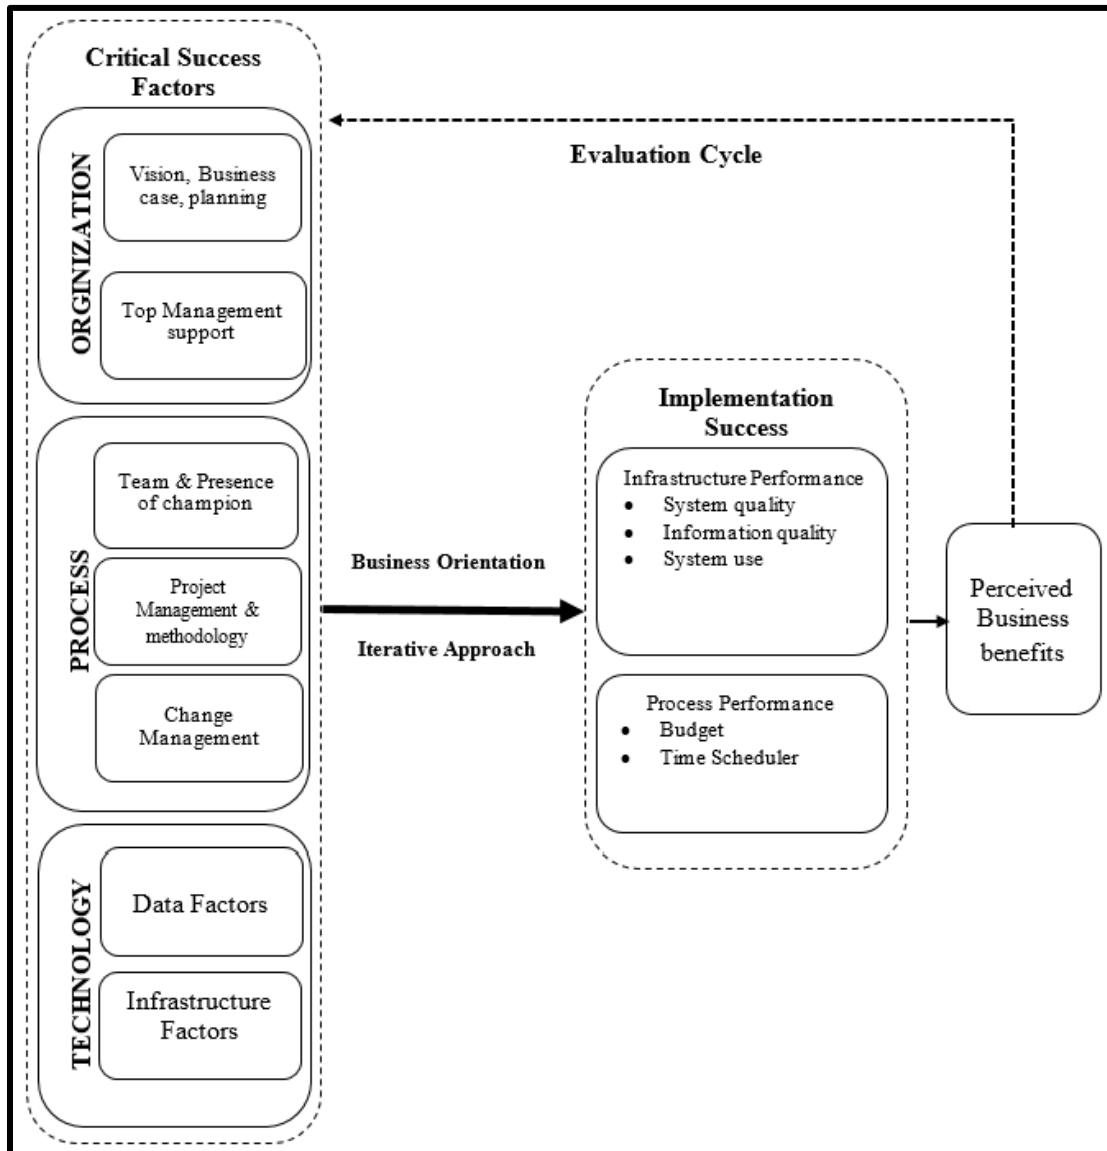 Critical Success
Factors
ORGINIZATION
Vision, Business
case, planning
Top Management
support
PROCESS
Team & Presence
of champion
Project
Management &
methodology
Change
Management
TECHNOLOGY
Data Factors
Infrastructure
Factors
Business Orientation
Iterative Approach
Evaluation Cycle
Implementation
Success
Infrastructure Performance
• System quality
• Information quality
• System use
Process Performance
• Budget
• Time Scheduler
Perceived
Business
benefits